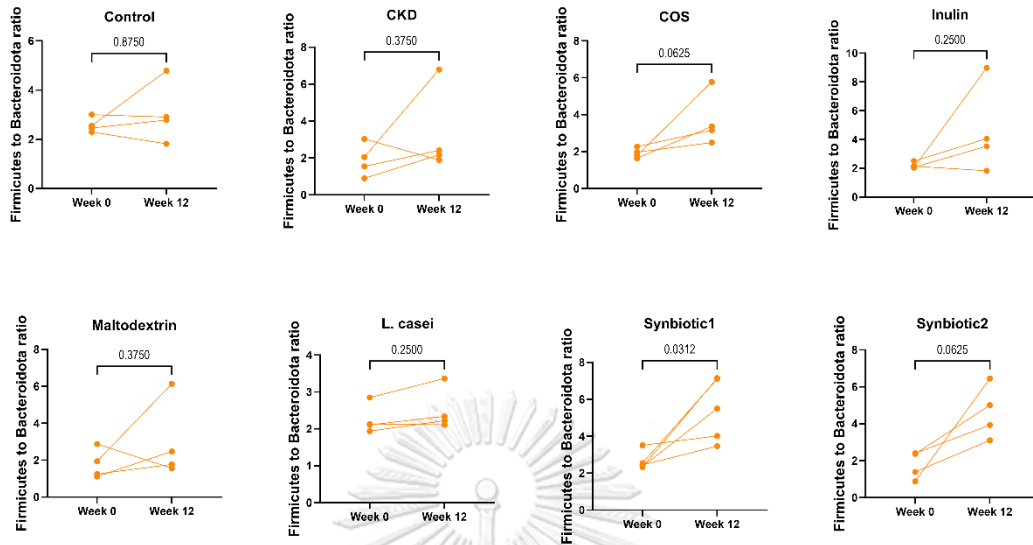 Control
0.8750
Firmicutes to Bacteroidota ratio
6
4
2
0
Week 0 Week 12
CKD
0.3750
Firmicutes to Bacteroidota ratio
8
6
4
2
0
Week 0 Week 12
COS
0.0625
Firmicutes to Bacteroidota ratio
8
6
4
2
0
Week 0 Week 12
Inulin
0.2500
Firmicutes to Bacteroidota ratio
10
8
6
4
2
0
Week 0 Week 12
Maltodextrin
0.3750
Firmicutes to Bacteroidota ratio
8
6
4
2
0
Week 0 Week 12
L. casei
0.2500
Firmicutes to Bacteroidota ratio
4
3
2
1
0
Week 0 Week 12
Synbiotic1
0.0312
Firmicutes to Bacteroidota ratio
8
6
4
2
0
Week 0 Week 12
Synbiotic2
0.0625
Firmicutes to Bacteroidota ratio
8
6
4
2
0
Week 0 Week 12